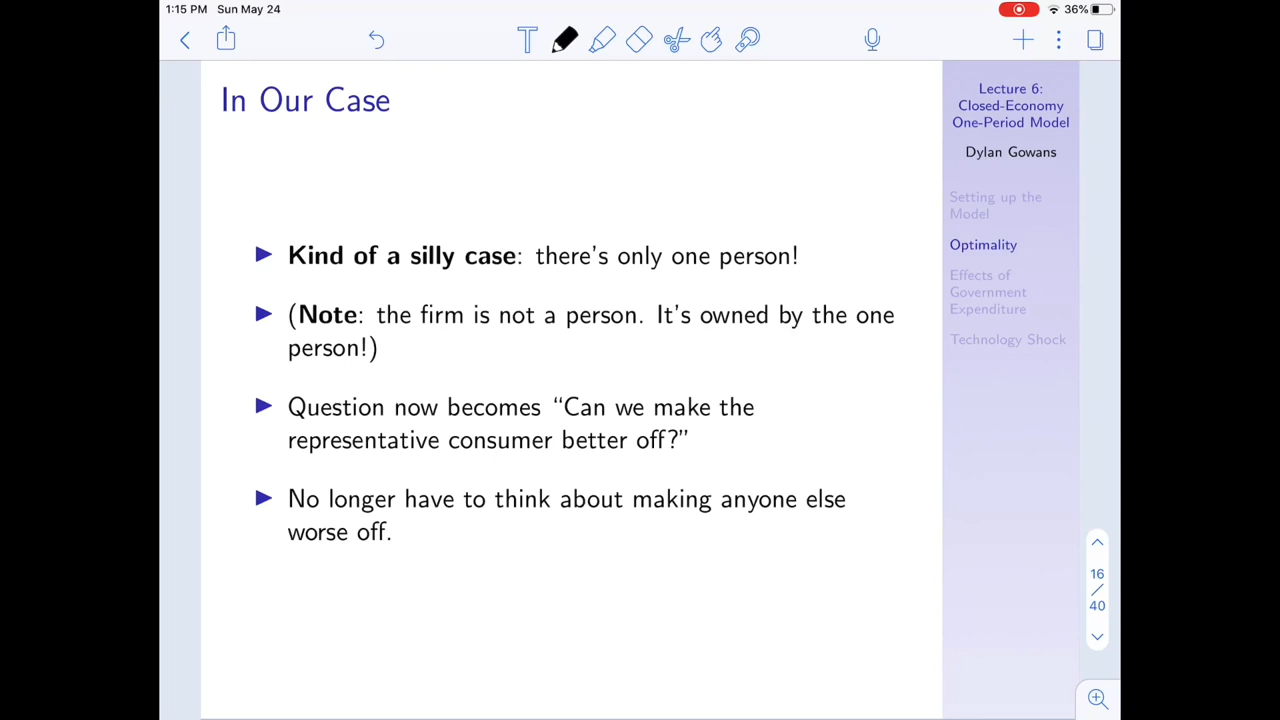 1:15 PM Sun May 24
36%
T
In Our Case
Kind of a silly case: there's only one person!
(Note: the firm is not a person. It's owned by the one
person!)
Question now becomes “Can we make the
representative consumer better off?”
No longer have to think about making anyone else
worse off.
Lecture 6:
Closed-Economy
One-Period Model
Dylan Gowans
Setting up the
Model
Optimality
Effects of
Government
Expenditure
Technology Shock
16
/
40